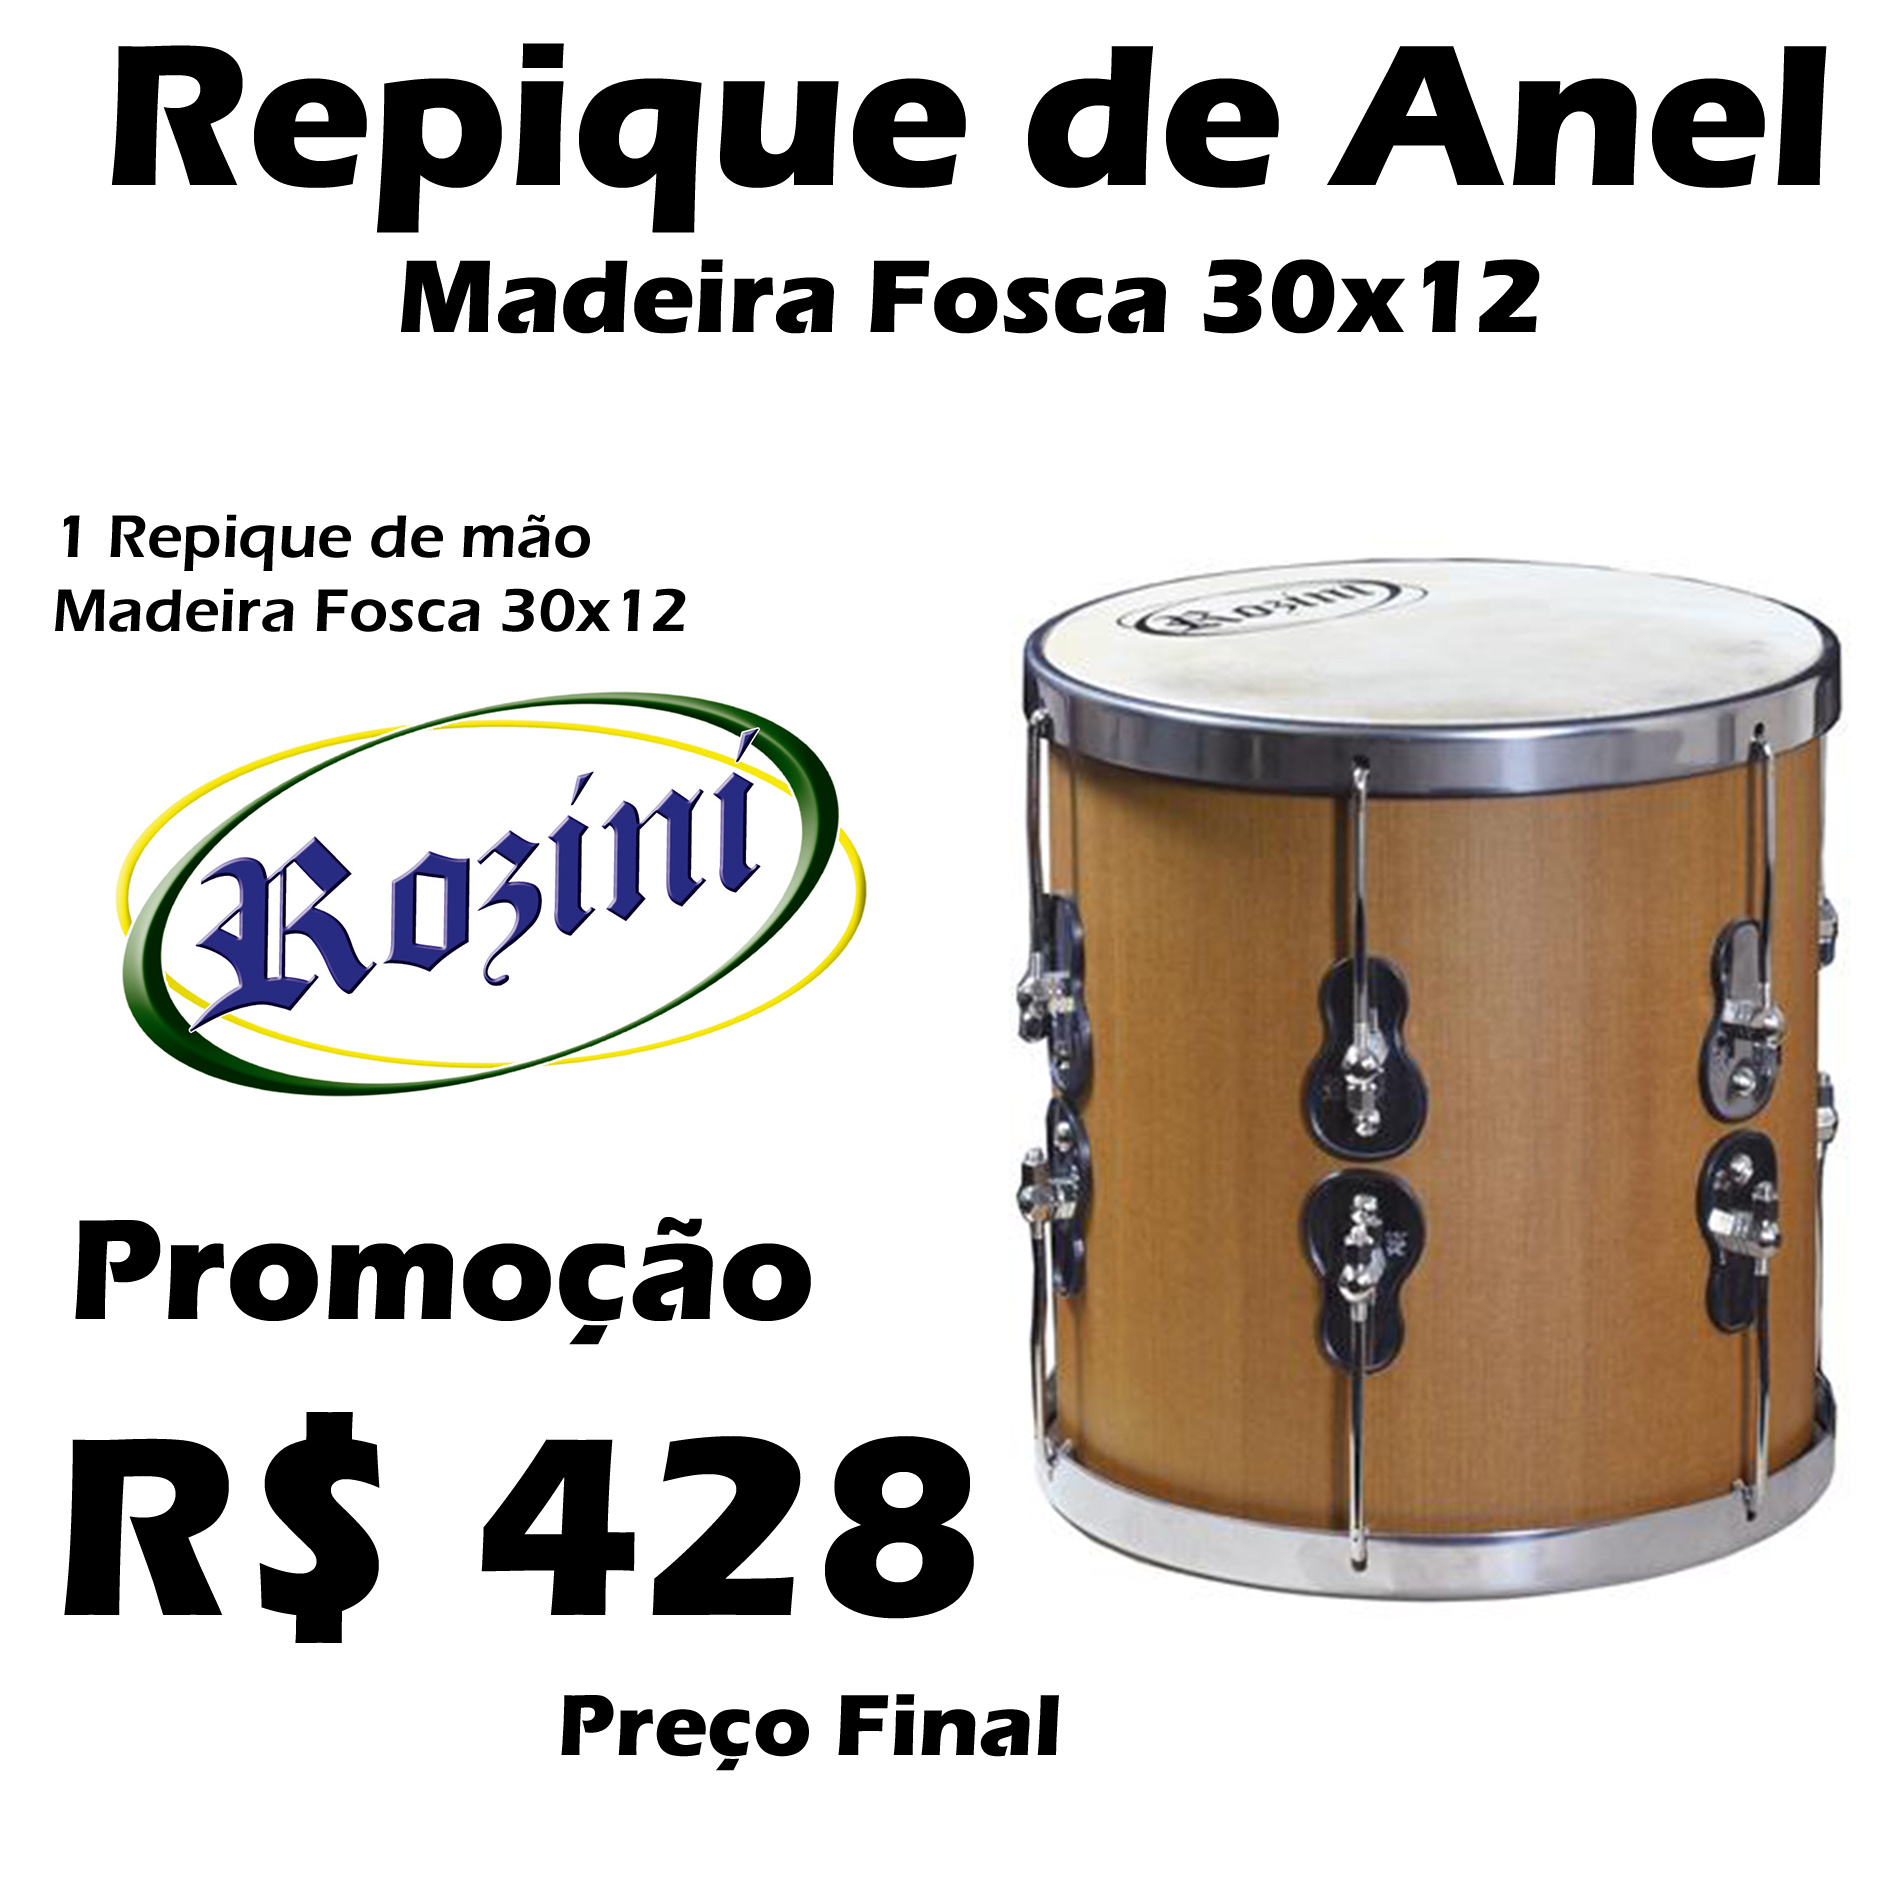 Repique de Anel
Madeira Fosca 30x12
1 Repique de mão
Madeira Fosca 30x12
Rozini
Rozini
Promoção
R$ 428
Preço Final